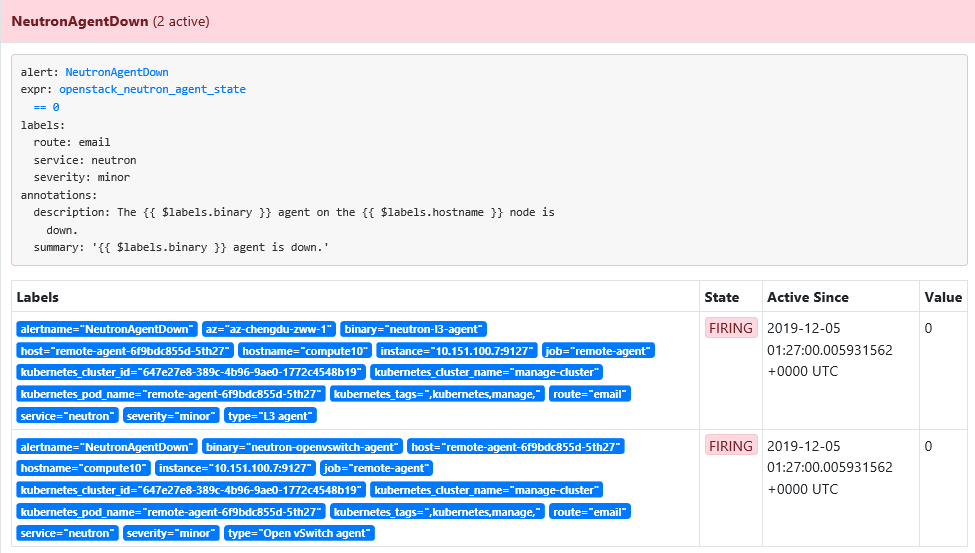 NeutronAgentDown (2 active)
alert: NeutronAgentDown
expr: openstack_neutron_agent_state
== 0
labels:
route: email
service: neutron
severity: minor
annotations:
description: The {{ $labels.binary }} agent on the {{ $labels.hostname }} node is
down.
summary: '{{ $labels.binary }} agent is down.'
Labels State Active Since Value
alertname="NeutronAgentDown" az="az-chengdu-zww-1" binary="neutron-l3-agent" FIRING 2019-12-05 0
host="remote-agent-6f9bdc855d-5th27" hostname="compute10" instance="10.151.100.7:9127" job="remote-agent" 01:27:00.005931562
kubernetes_cluster_id="647e27e8-389c-4b96-9ae0-1772c4548b19" kubernetes_cluster_name="manage-cluster" +0000 UTC
kubernetes_pod_name="remote-agent-6f9bdc855d-5th27" kubernetes_tags=",kubernetes,manage," route="email"
service="neutron" severity="minor" type="L3 agent"
alertname="NeutronAgentDown" binary="neutron-openvswitch-agent" host="remote-agent-6f9bdc855d-5th27" FIRING 2019-12-05 0
hostname="compute10" instance="10.151.100.7:9127" job="remote-agent" 01:27:00.005931562
kubernetes_cluster_id="647e27e8-389c-4b96-9ae0-1772c4548b19" kubernetes_cluster_name="manage-cluster" +0000 UTC
kubernetes_pod_name="remote-agent-6f9bdc855d-5th27" kubernetes_tags=",kubernetes,manage," route="email"
service="neutron" severity="minor" type="Open vSwitch agent"